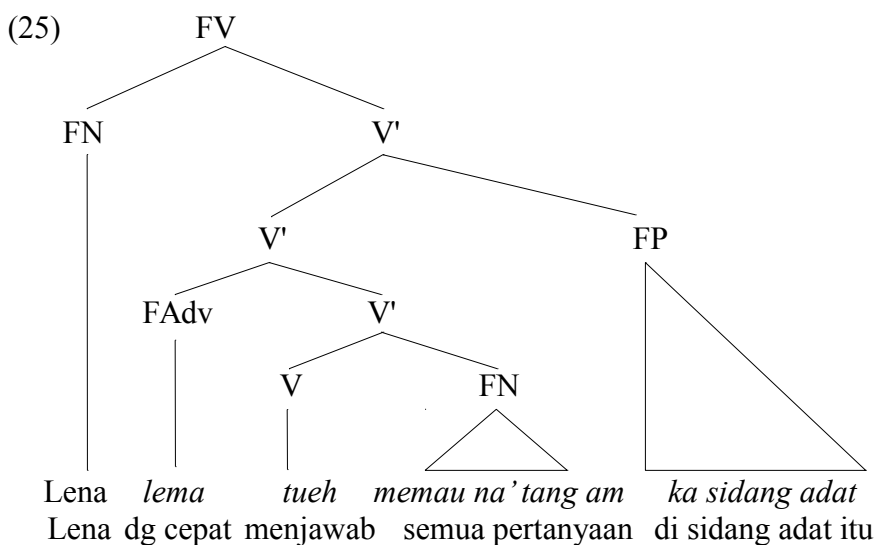 (25) FV
FN V'
V' FP
FAdv V'
V FN
Lena lema tueh memau na’tang am ka sidang adat
Lena dg cepat menjawab semua pertanyaan di sidang adat itu